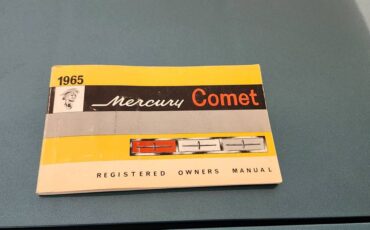 1965
Mercury Comet
REGISTERED OWNERS MANUAL